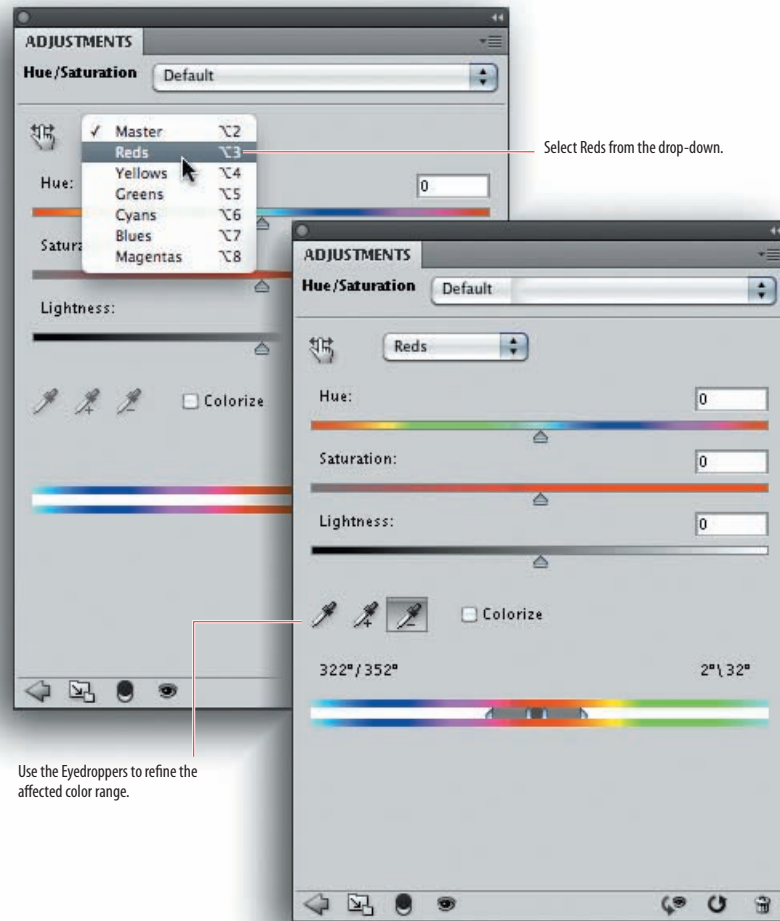 ADJUSTMENTS
Hue/Saturation Default
✓ Master ⌥2
Reds ⌥3
Yellows ⌥4
Greens ⌥5
Cyans ⌥6
Blues ⌥7
Magentas ⌥8
Select Reds from the drop-down.
Hue: 0
Satura
Lightness:
Colorize
ADJUSTMENTS
Hue/Saturation Default
Reds
Hue: 0
Saturation: 0
Lightness: 0
Colorize
322°/352° 2°\32°
Use the Eyedroppers to refine the
affected color range.